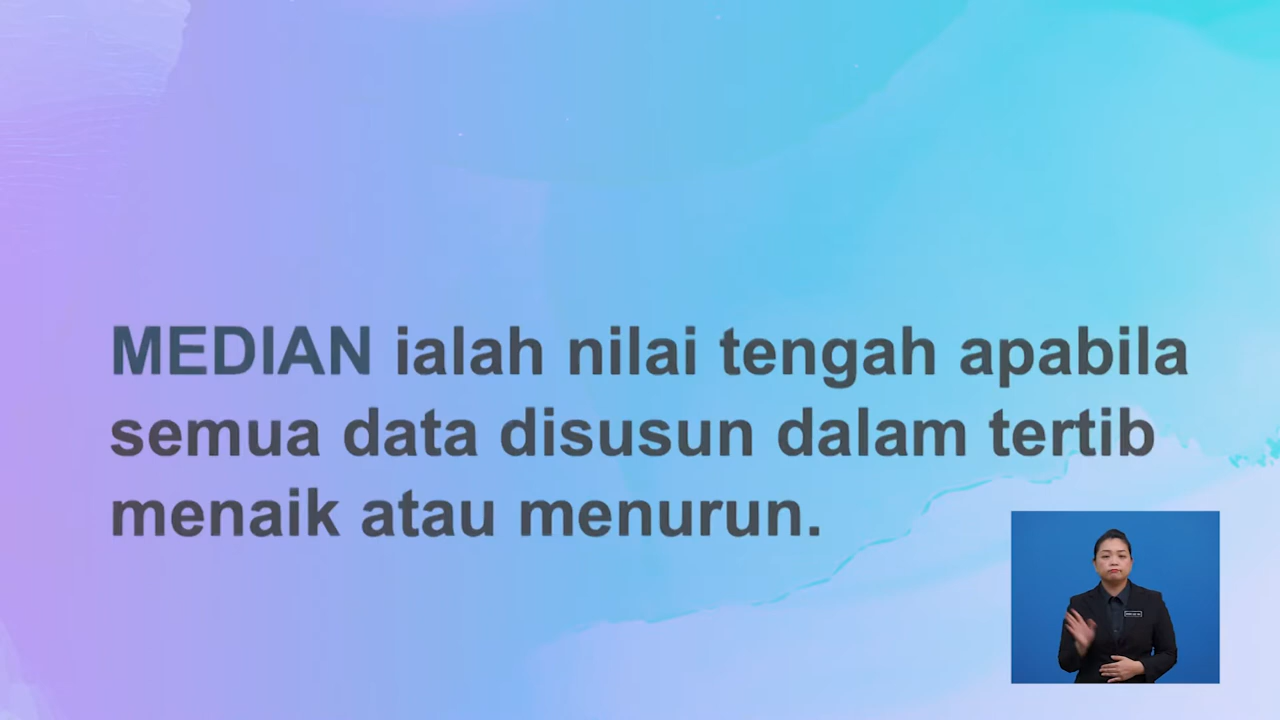 MEDIAN ialah nilai tengah apabila
semua data disusun dalam tertib
menaik atau menurun.